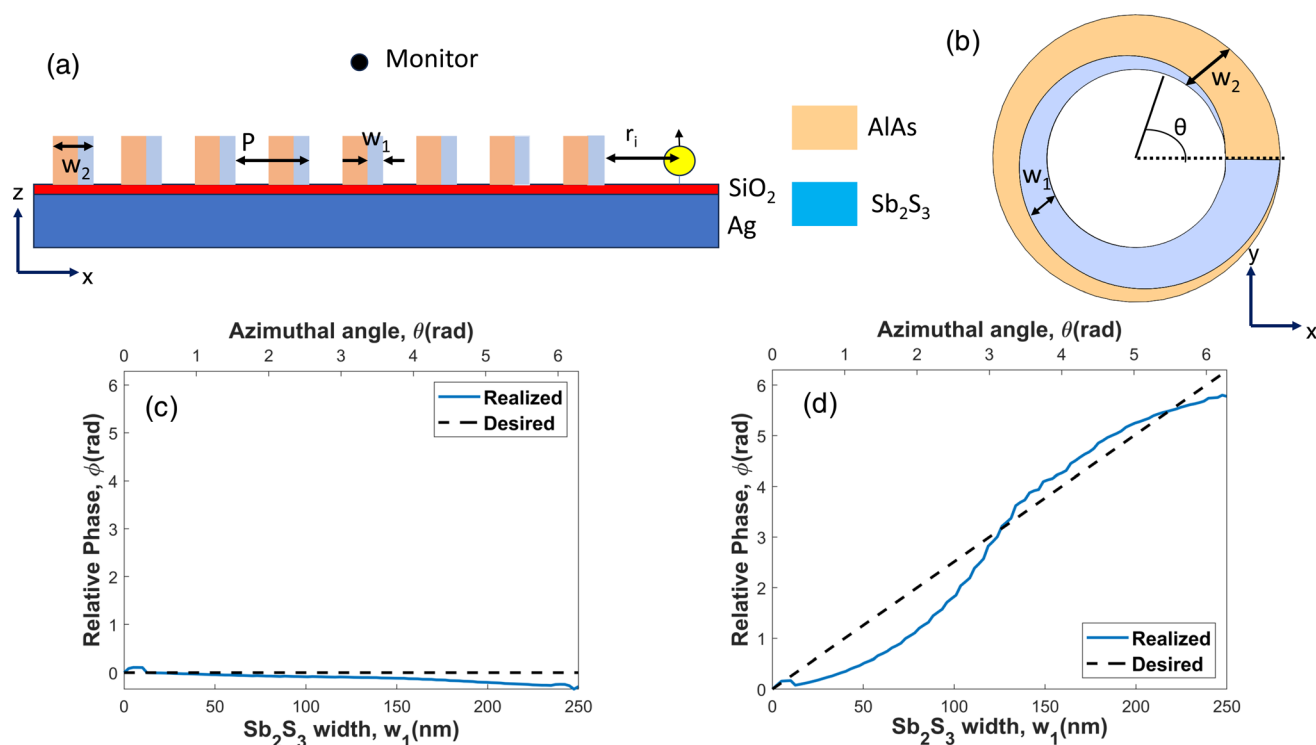 (a)
Monitor
P
w₁
w₂
rᵢ
SiO₂
Ag
z
x
AlAs
Sb₂S₃
(b)
w₂
θ
w₁
y
x
Azimuthal angle, θ(rad)
0 1 2 3 4 5 6
(c)
Realized
Desired
Relative Phase, ϕ(rad)
6
5
4
3
2
1
0
0 50 100 150 200 250
Sb₂S₃ width, w₁(nm)
Azimuthal angle, θ(rad)
0 1 2 3 4 5 6
(d)
Realized
Desired
Relative Phase, ϕ(rad)
6
5
4
3
2
1
0
0 50 100 150 200 250
Sb₂S₃ width, w₁(nm)